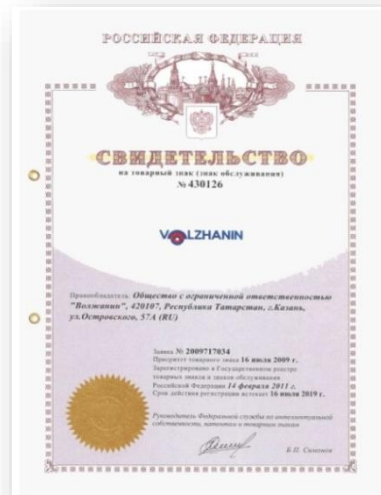 РОССИЙСКАЯ ФЕДЕРАЦИЯ
СВИДЕТЕЛЬСТВО
на товарный знак (знак обслуживания)
№ 430126
VOLZHANIN
Правообладатель: Общество с ограниченной ответственностью
"Волжанин", 420107, Республика Татарстан, г.Казань,
ул.Островского, 57А (RU)
Заявка № 2009717034
Приоритет товарного знака 16 июля 2009 г.
Зарегистрировано в Государственном реестре
товарных знаков и знаков обслуживания
Российской Федерации 14 февраля 2011 г.
Срок действия регистрации истекает 16 июля 2019 г.
Руководитель Федеральной службы по интеллектуальной
собственности, патентам и товарным знакам
Б.П. Симонов